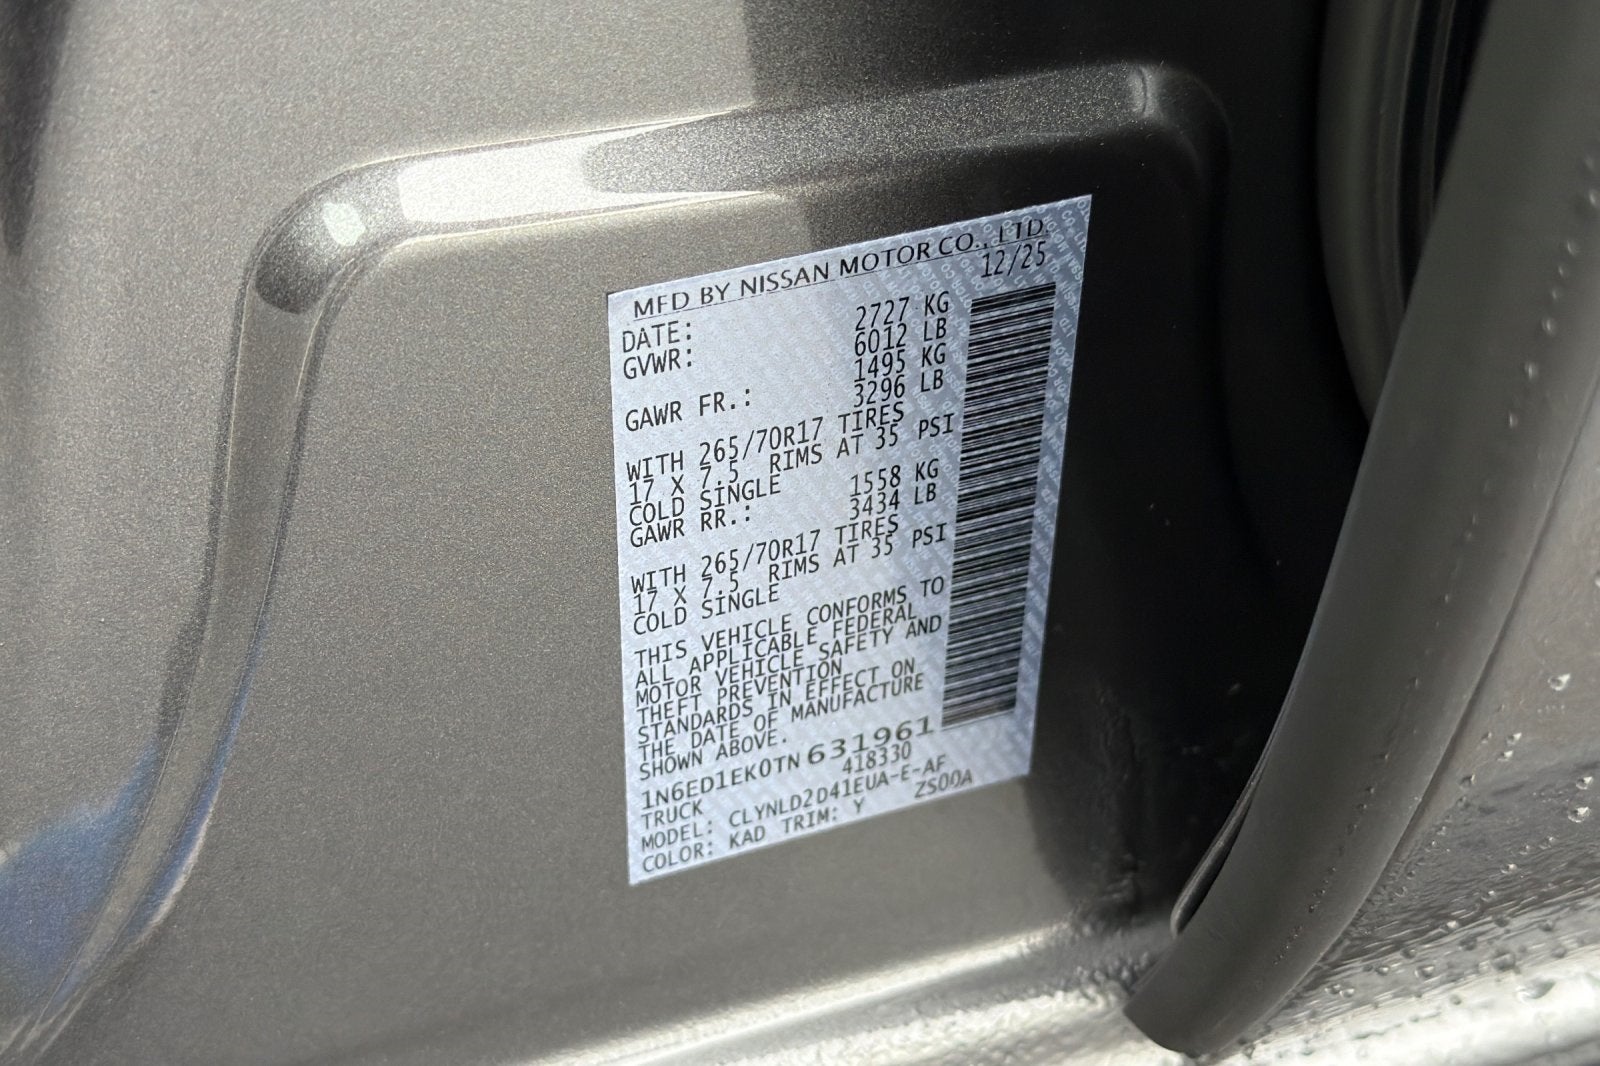 MFD BY NISSAN MOTOR CO., LTD.
DATE: 12/25
GVWR: 2727 KG
6012 LB
GAWR FR.: 1495 KG
3296 LB
WITH 265/70R17 TIRES
17 X 7.5 RIMS AT 35 PSI
COLD SINGLE
GAWR RR.: 1558 KG
3434 LB
WITH 265/70R17 TIRES
17 X 7.5 RIMS AT 35 PSI
COLD SINGLE
THIS VEHICLE CONFORMS TO
ALL APPLICABLE FEDERAL
MOTOR VEHICLE SAFETY AND
THEFT PREVENTION
STANDARDS IN EFFECT ON
THE DATE OF MANUFACTURE
SHOWN ABOVE.
1N6ED1EK0TN631961
TRUCK 418330
MODEL: CLYNLD2D41EUA-E-AF
COLOR: KAD TRIM: Y ZS00A